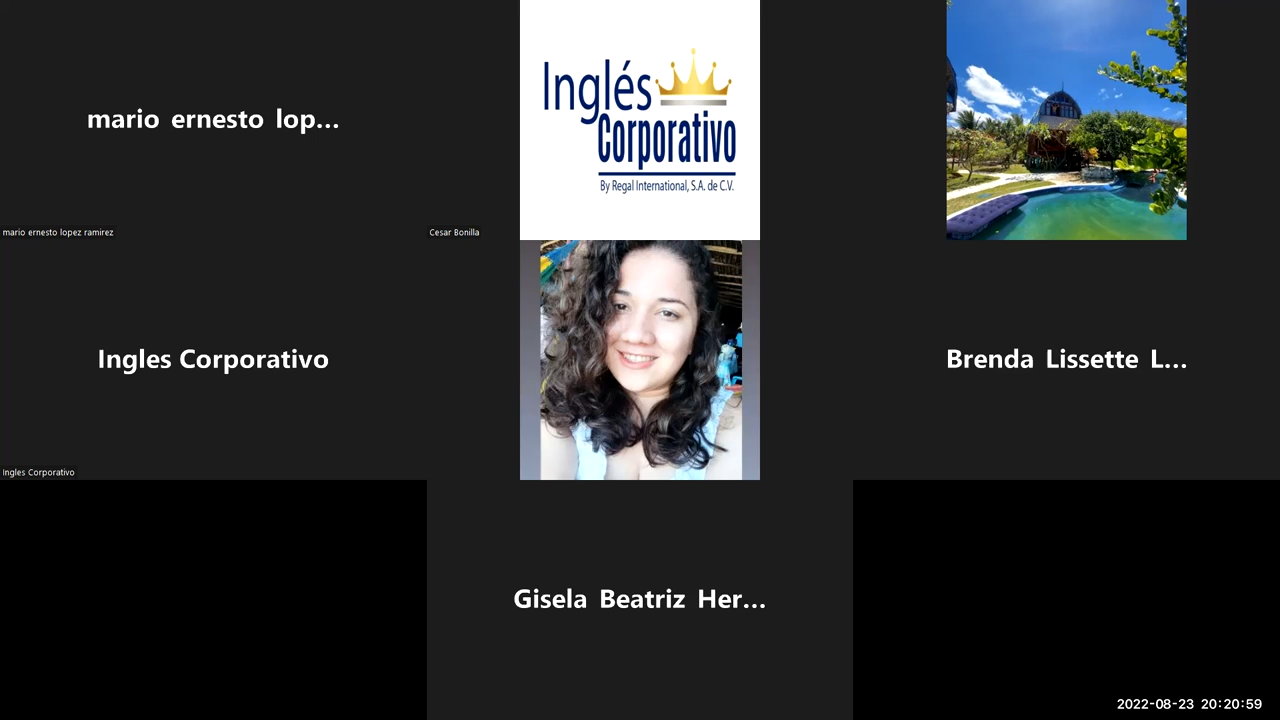 mario ernesto lop...
mario ernesto lopez ramirez
Inglés
Corporativo
By Regal International, S.A. de C.V.
Cesar Bonilla
Ingles Corporativo
Ingles Corporativo
Brenda Lissette L...
Gisela Beatriz Her...
2022-08-23 20:20:59